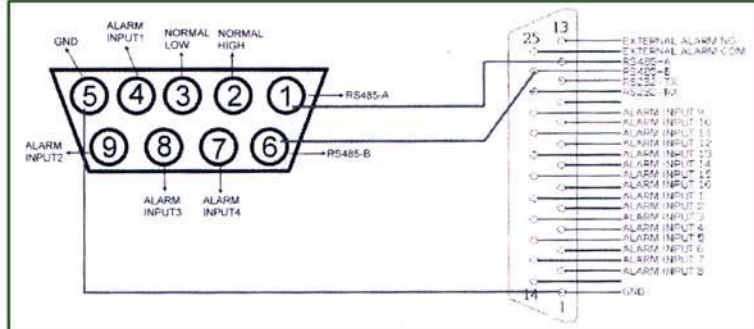 GND
ALARM
INPUT1
NORMAL
LOW
NORMAL
HIGH
5
4
3
2
1
RS485-A
9
8
7
6
RS485-B
ALARM
INPUT2
ALARM
INPUT3
ALARM
INPUT4
25
13
EXTERNAL ALARM NO
EXTERNAL ALARM COM
RS485-A
RS485-B
RS232-TX
RS232-RX
ALARM INPUT 9
ALARM INPUT 10
ALARM INPUT 11
ALARM INPUT 12
ALARM INPUT 13
ALARM INPUT 14
ALARM INPUT 15
ALARM INPUT 16
ALARM INPUT 1
ALARM INPUT 2
ALARM INPUT 3
ALARM INPUT 4
ALARM INPUT 5
ALARM INPUT 6
ALARM INPUT 7
ALARM INPUT 8
GND
14
1